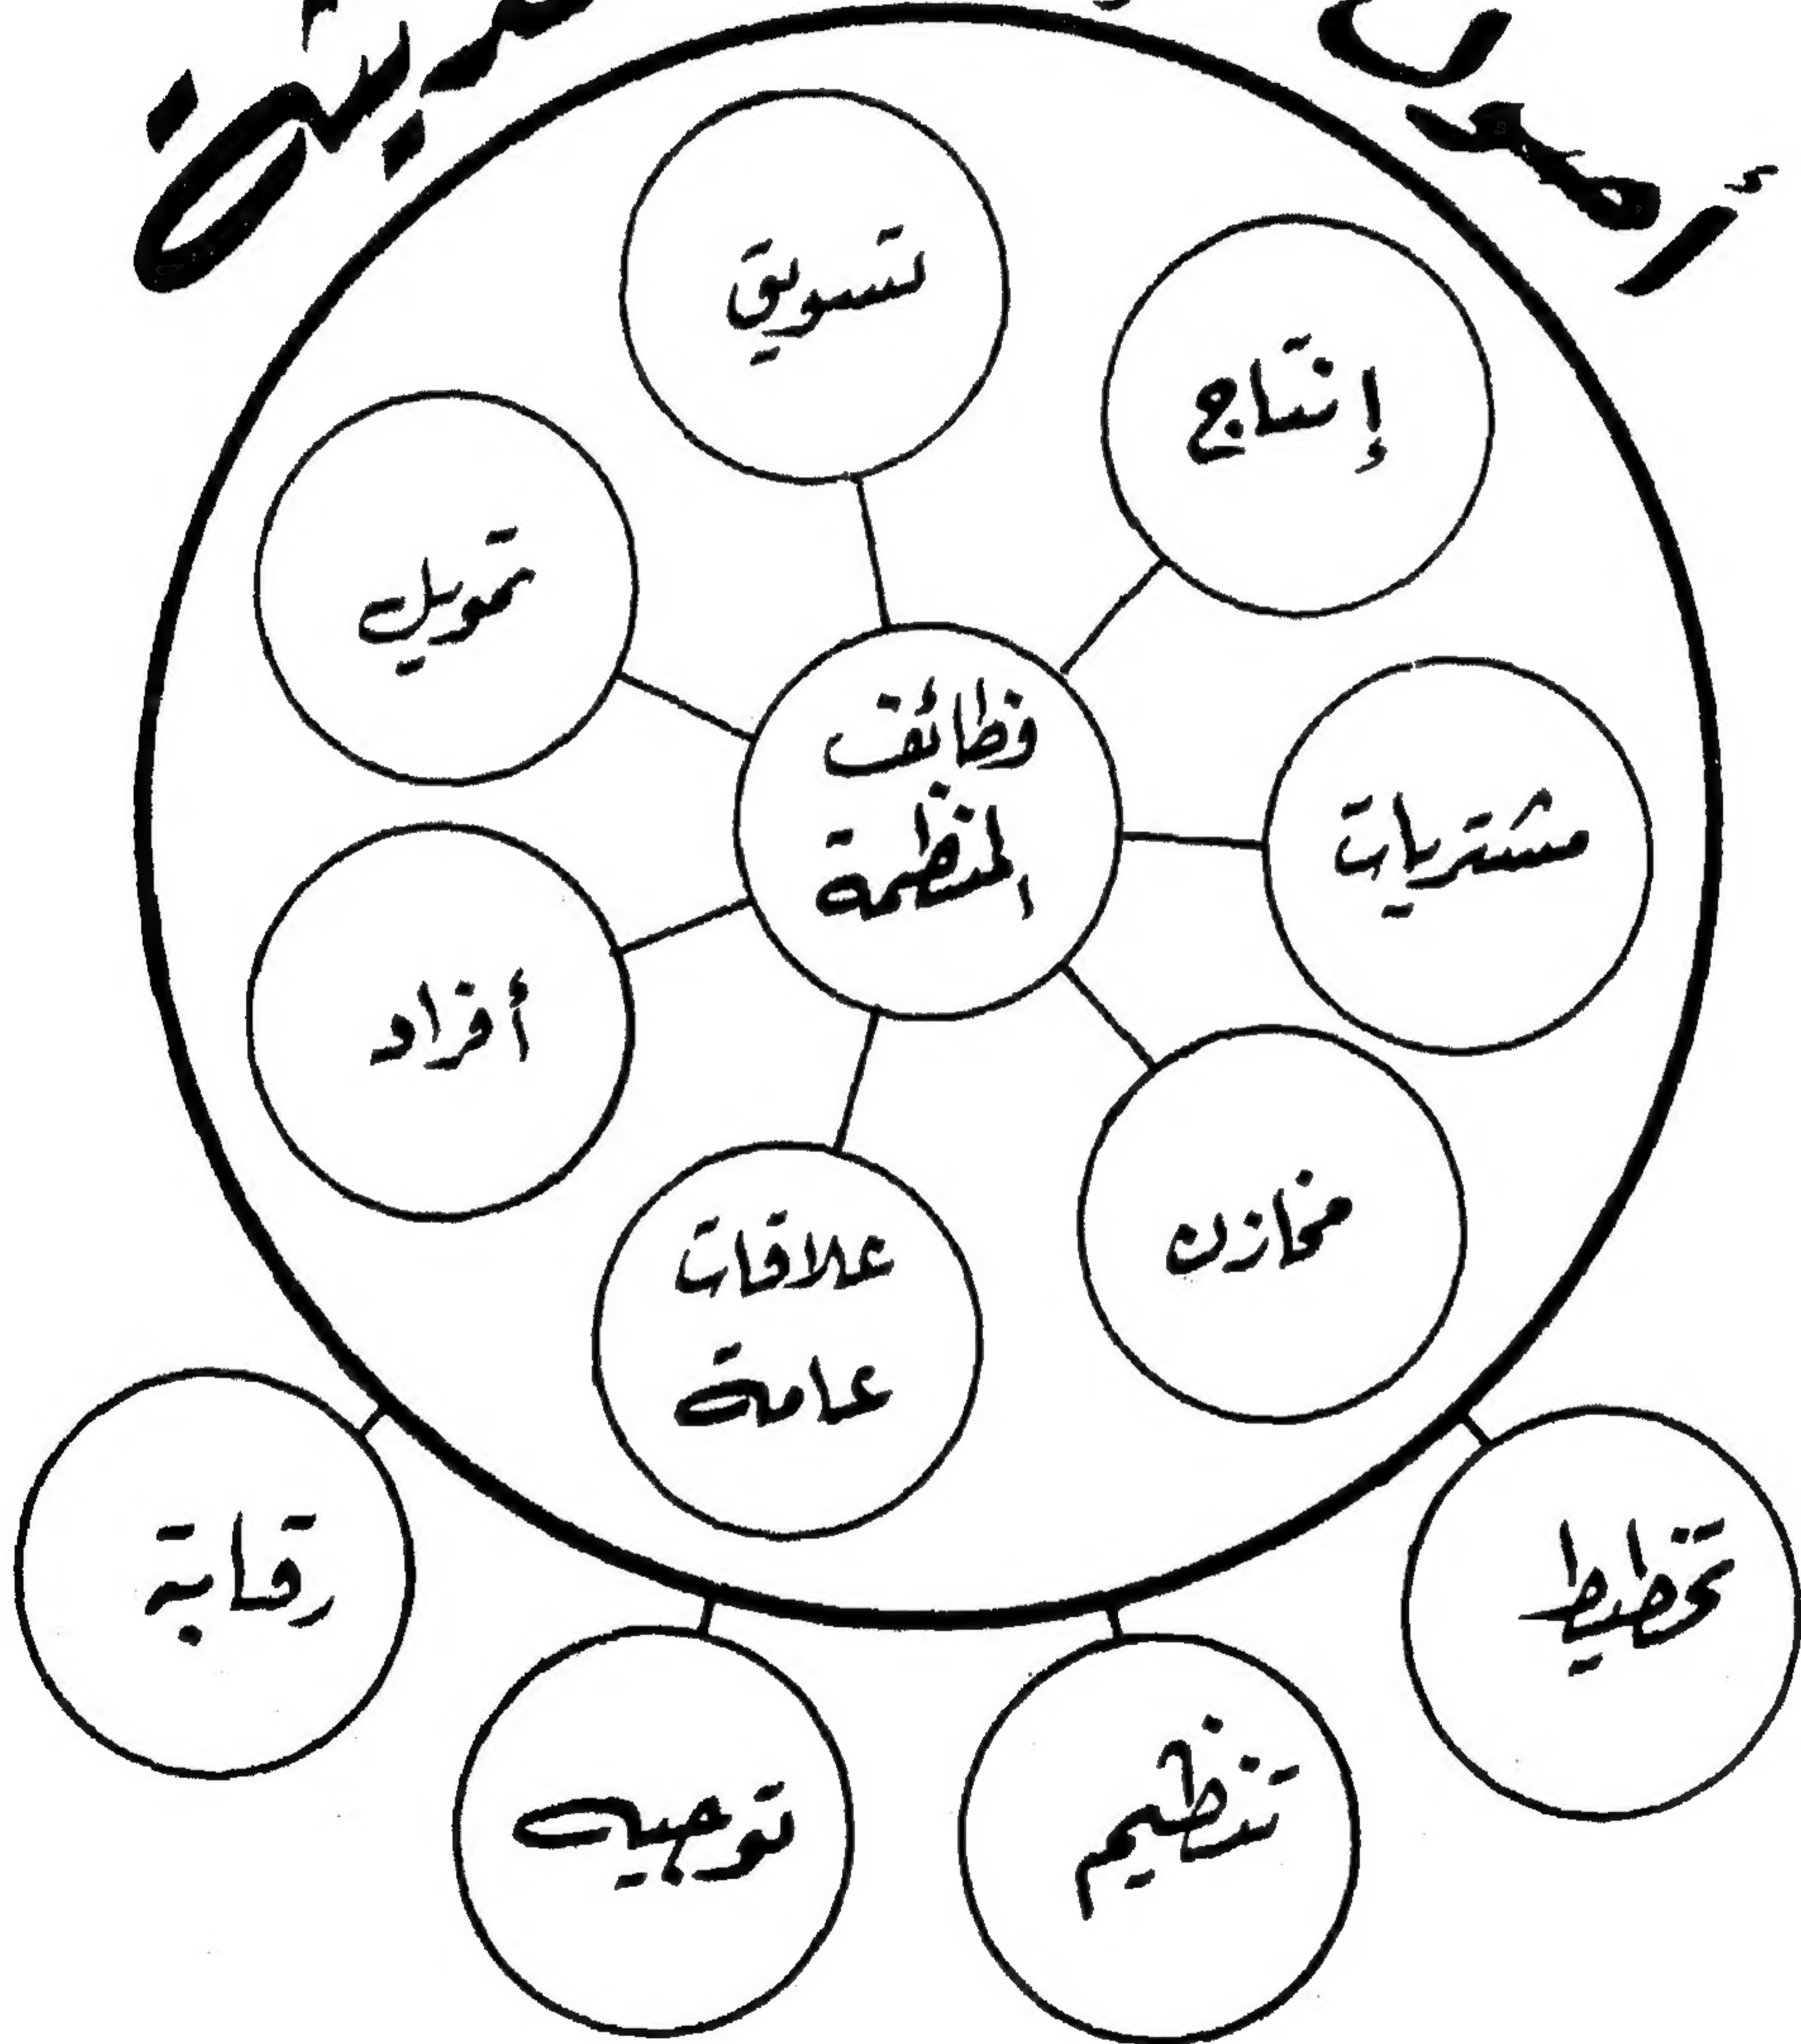 تسويق
إنتاج
تمويل
وظائف
المنظمة
مشتريات
أفراد
مخازن
علاقات
عامة
رقابة
تخطيط
توجيه
تنظيم